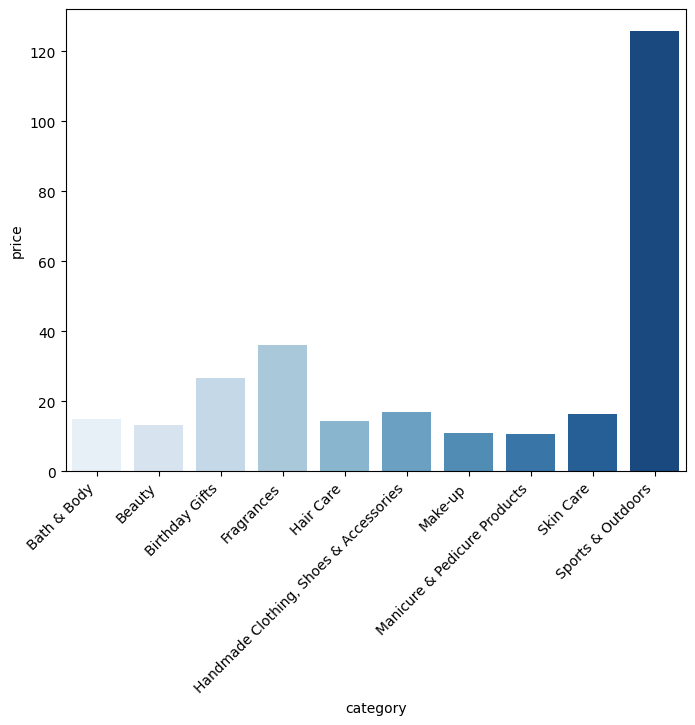 120
100
80
60
40
20
0
price
Bath & Body
Beauty
Birthday Gifts
Fragrances
Hair Care
Handmade Clothing, Shoes & Accessories
Make-up
Manicure & Pedicure Products
Skin Care
Sports & Outdoors
category